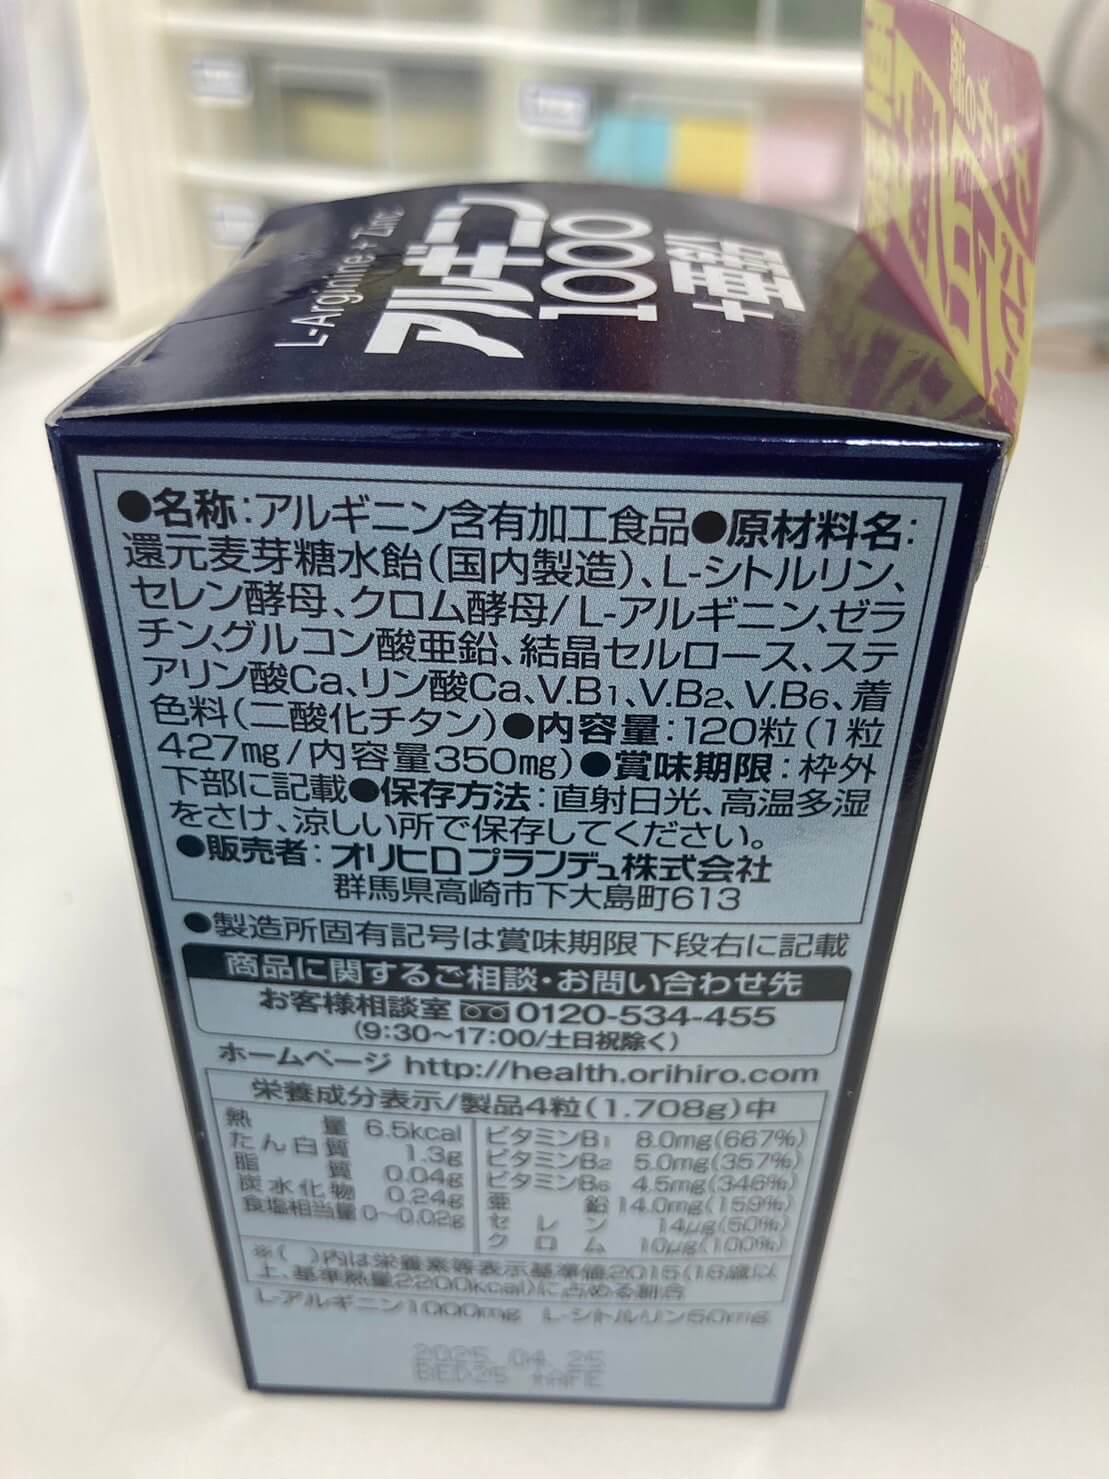 L-Arginine + Zinc
アルギニン
1000
+亜鉛
●名称:アルギニン含有加工食品●原材料名:
還元麦芽糖水飴(国内製造)、L-シトルリン、
セレン酵母、クロム酵母/L-アルギニン、ゼラ
チン、グルコン酸亜鉛、結晶セルロース、ステ
アリン酸Ca、リン酸Ca、V.B1、V.B2、V.B6、着
色料(二酸化チタン)●内容量:120粒(1粒
427mg/内容量350mg)●賞味期限:枠外
下部に記載●保存方法:直射日光、高温多湿
をさけ、涼しい所で保存してください。
●販売者:オリヒロプランデュ株式会社
群馬県高崎市下大島町613
●製造所固有記号は賞味期限下段右に記載
商品に関するご相談・お問い合わせ先
お客様相談室 0120-534-455
(9:30〜17:00/土日祝除く)
ホームページ http://health.orihiro.com
栄養成分表示/製品4粒(1.708g)中
熱量 6.5kcal
たん白質 1.3g
脂質 0.04g
炭水化物 0.24g
食塩相当量 0〜0.02g
ビタミンB1 8.0mg(667%)
ビタミンB2 5.0mg(357%)
ビタミンB6 4.5mg(346%)
亜鉛 14.0mg(159%)
セレン 14μg(50%)
クロム 10μg(100%)
※( )内は栄養素等表示基準値2015(18歳以
上、基準熱量2200kcal)に占める割合
L-アルギニン1000mg L-シトルリン50mg
2025.04.25